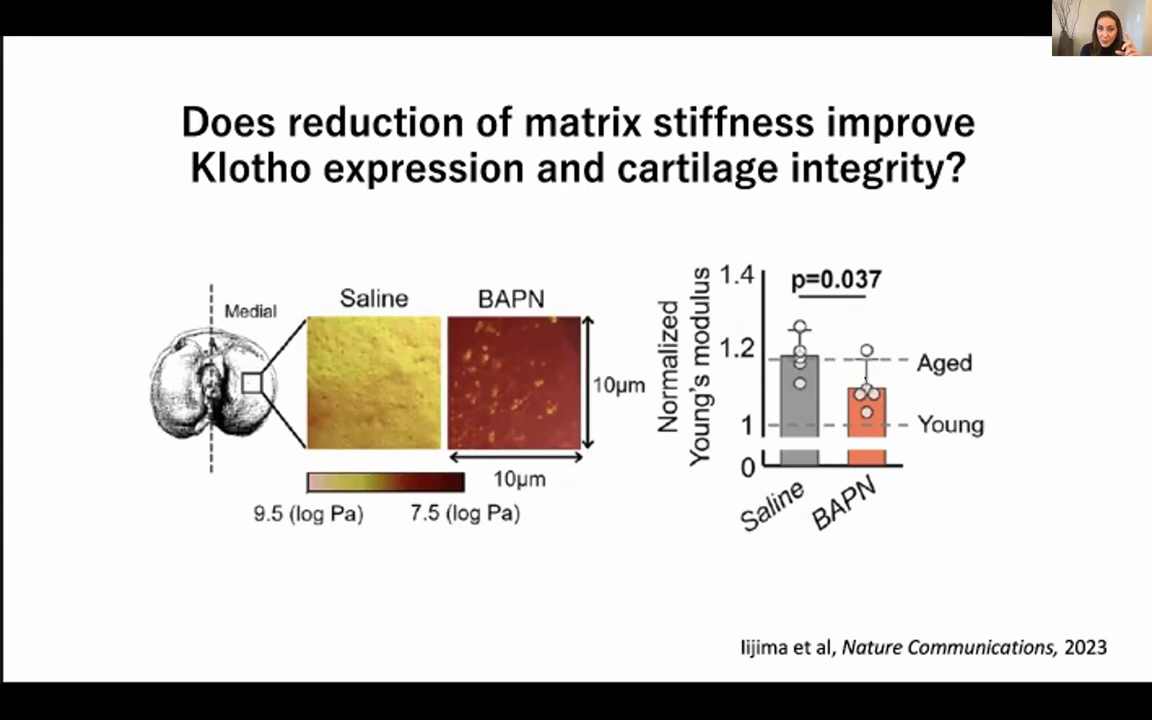 Does reduction of matrix stiffness improve
Klotho expression and cartilage integrity?
Medial
Saline
BAPN
10μm
10μm
9.5 (log Pa)
7.5 (log Pa)
Normalized
Young's modulus
1.4
1.2
1
0
p=0.037
Aged
Young
Saline
BAPN
Iijima et al, Nature Communications, 2023